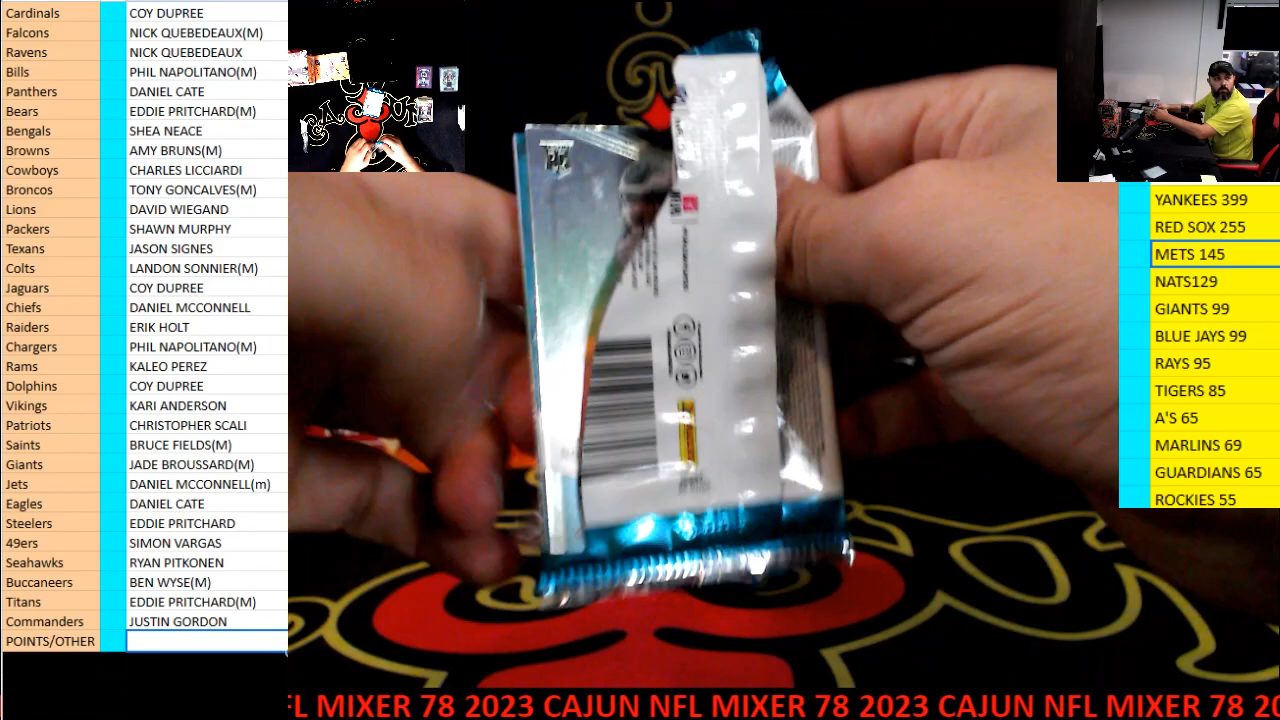 Cardinals COY DUPREE
Falcons NICK QUEBEDEAUX(M)
Ravens NICK QUEBEDEAUX
Bills PHIL NAPOLITANO(M)
Panthers DANIEL CATE
Bears EDDIE PRITCHARD(M)
Bengals SHEA NEACE
Browns AMY BRUNS(M)
Cowboys CHARLES LICCIARDI
Broncos TONY GONCALVES(M)
Lions DAVID WIEGAND
Packers SHAWN MURPHY
Texans JASON SIGNES
Colts LANDON SONNIER(M)
Jaguars COY DUPREE
Chiefs DANIEL MCCONNELL
Raiders ERIK HOLT
Chargers PHIL NAPOLITANO(M)
Rams KALEO PEREZ
Dolphins COY DUPREE
Vikings KARI ANDERSON
Patriots CHRISTOPHER SCALI
Saints BRUCE FIELDS(M)
Giants JADE BROUSSARD(M)
Jets DANIEL MCCONNELL(m)
Eagles DANIEL CATE
Steelers EDDIE PRITCHARD
49ers SIMON VARGAS
Seahawks RYAN PITKONEN
Buccaneers BEN WYSE(M)
Titans EDDIE PRITCHARD(M)
Commanders JUSTIN GORDON
POINTS/OTHER
YANKEES 399
RED SOX 255
METS 145
NATS129
GIANTS 99
BLUE JAYS 99
RAYS 95
TIGERS 85
A'S 65
MARLINS 69
GUARDIANS 65
ROCKIES 55
FL MIXER 78 2023 CAJUN NFL MIXER 78 2023 CAJUN NFL MIXER 78 20